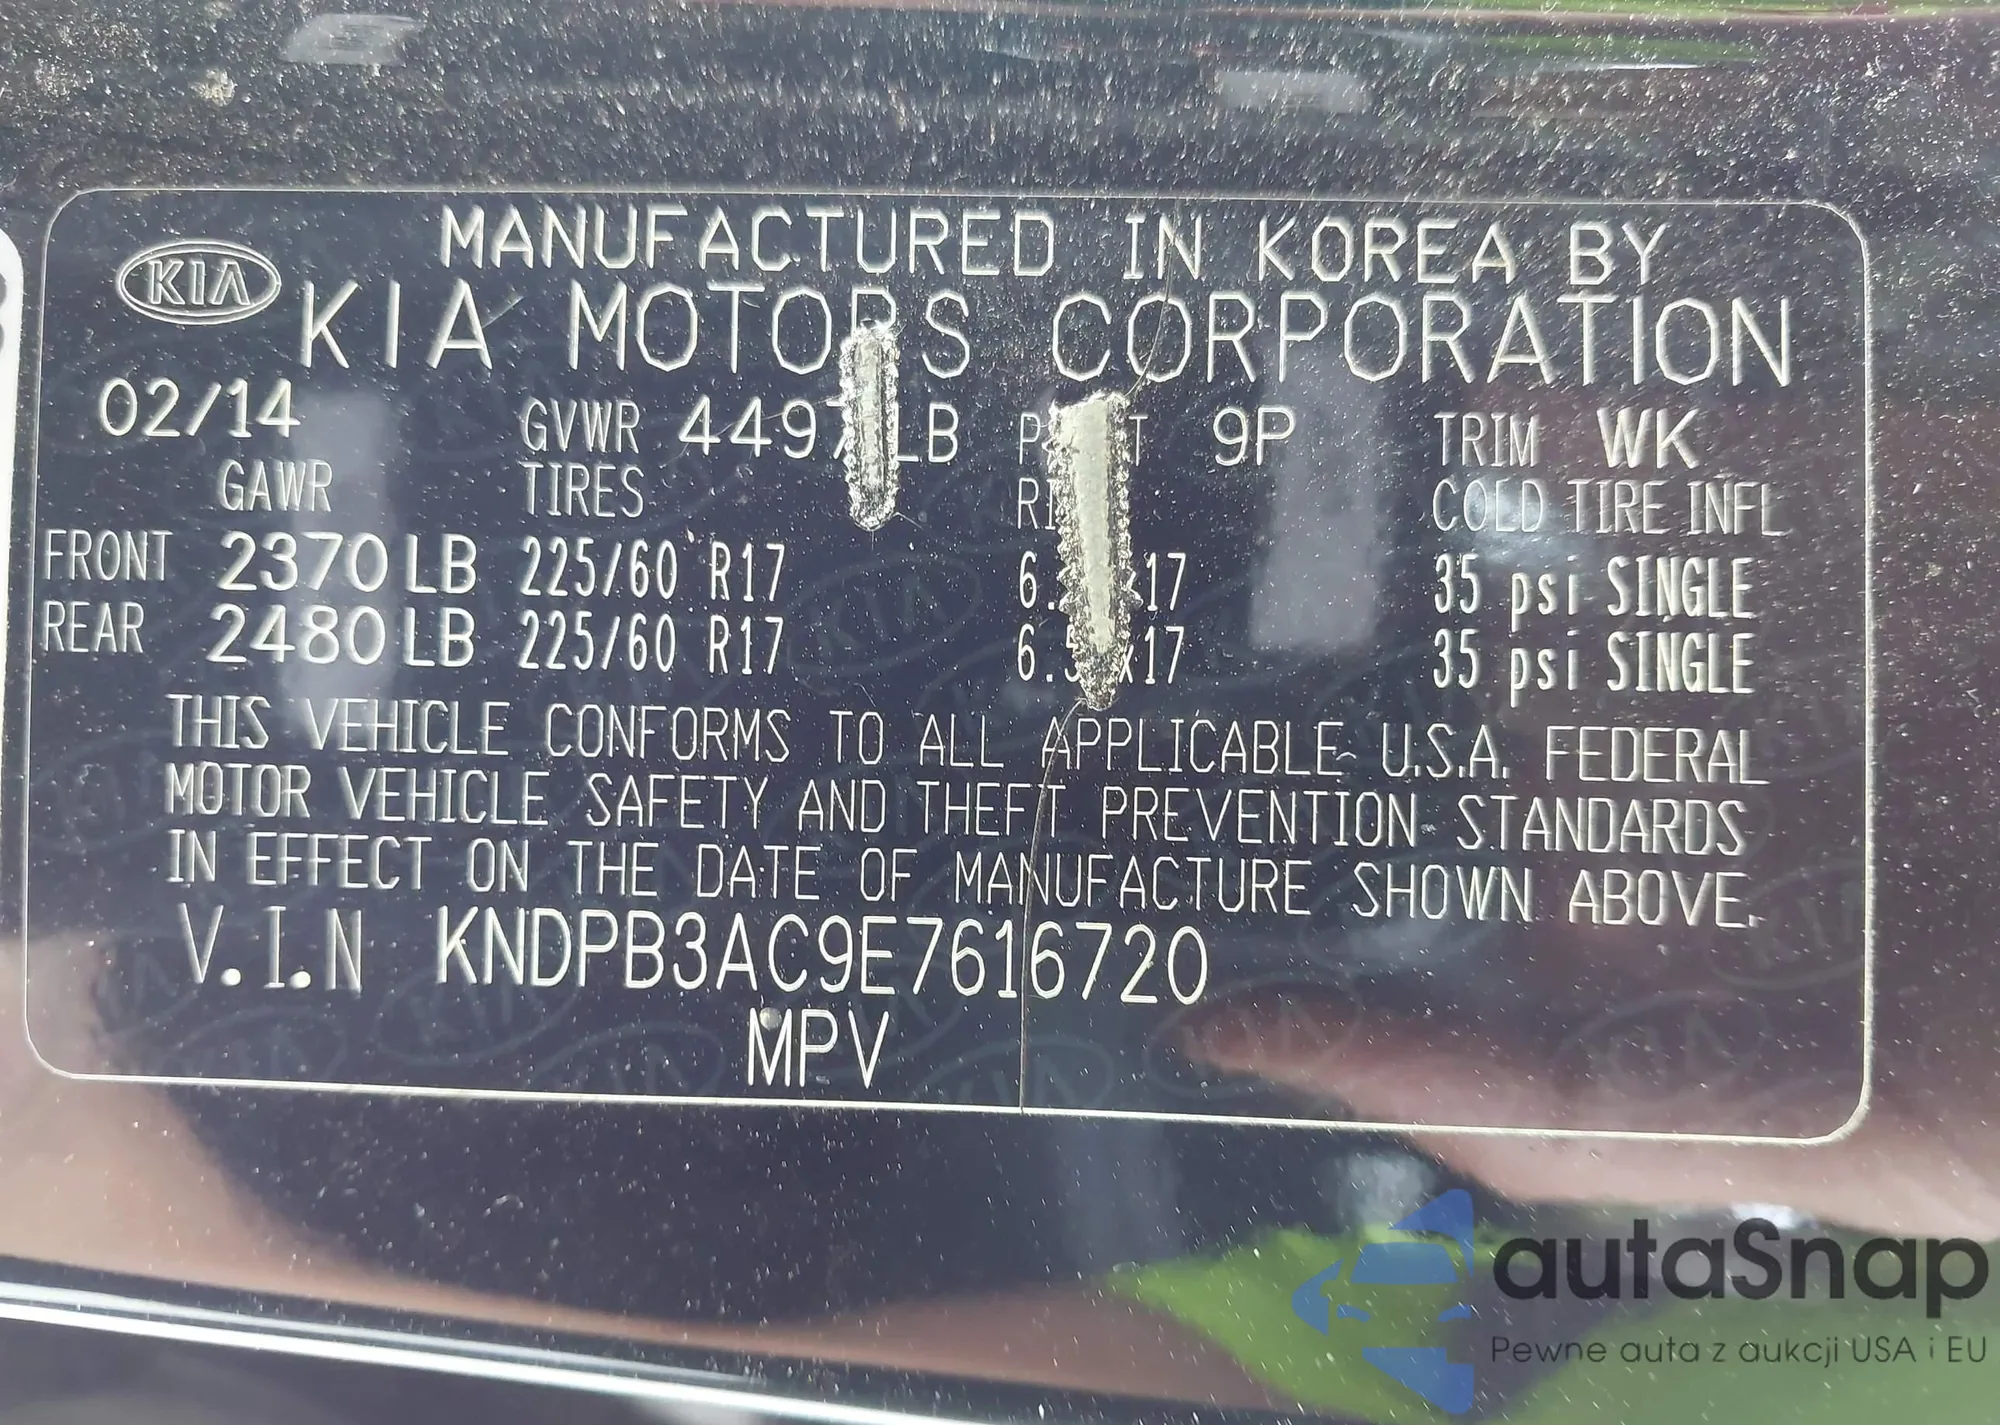 MANUFACTURED IN KOREA BY
KIA
KIA MOTORS CORPORATION
02/14 GVWR LB 9P TRIM WK
GAWR TIRES COLD TIRE INFL
FRONT 2370 LB 225/60 R17 35 psi SINGLE
REAR 2480 LB 225/60 R17 35 psi SINGLE
THIS VEHICLE CONFORMS TO ALL APPLICABLE U.S.A. FEDERAL
MOTOR VEHICLE SAFETY AND THEFT PREVENTION STANDARDS
IN EFFECT ON THE DATE OF MANUFACTURE SHOWN ABOVE.
V.I.N KNDPB3AC9E7616720
MPV
autaSnap
Pewne auta z aukcji USA i EU